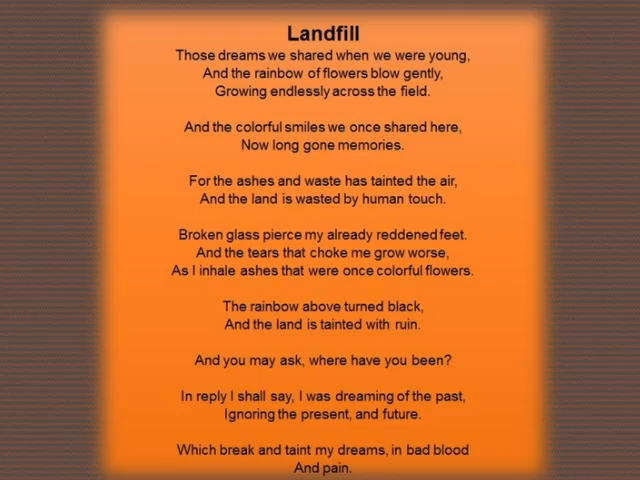 Landfill
Those dreams we shared when we were young,
And the rainbow of flowers blow gently,
Growing endlessly across the field.
And the colorful smiles we once shared here,
Now long gone memories.
For the ashes and waste has tainted the air,
And the land is wasted by human touch.
Broken glass pierce my already reddened feet.
And the tears that choke me grow worse,
As I inhale ashes that were once colorful flowers.
The rainbow above turned black,
And the land is tainted with ruin.
And you may ask, where have you been?
In reply I shall say, I was dreaming of the past,
Ignoring the present, and future.
Which break and taint my dreams, in bad blood
And pain.